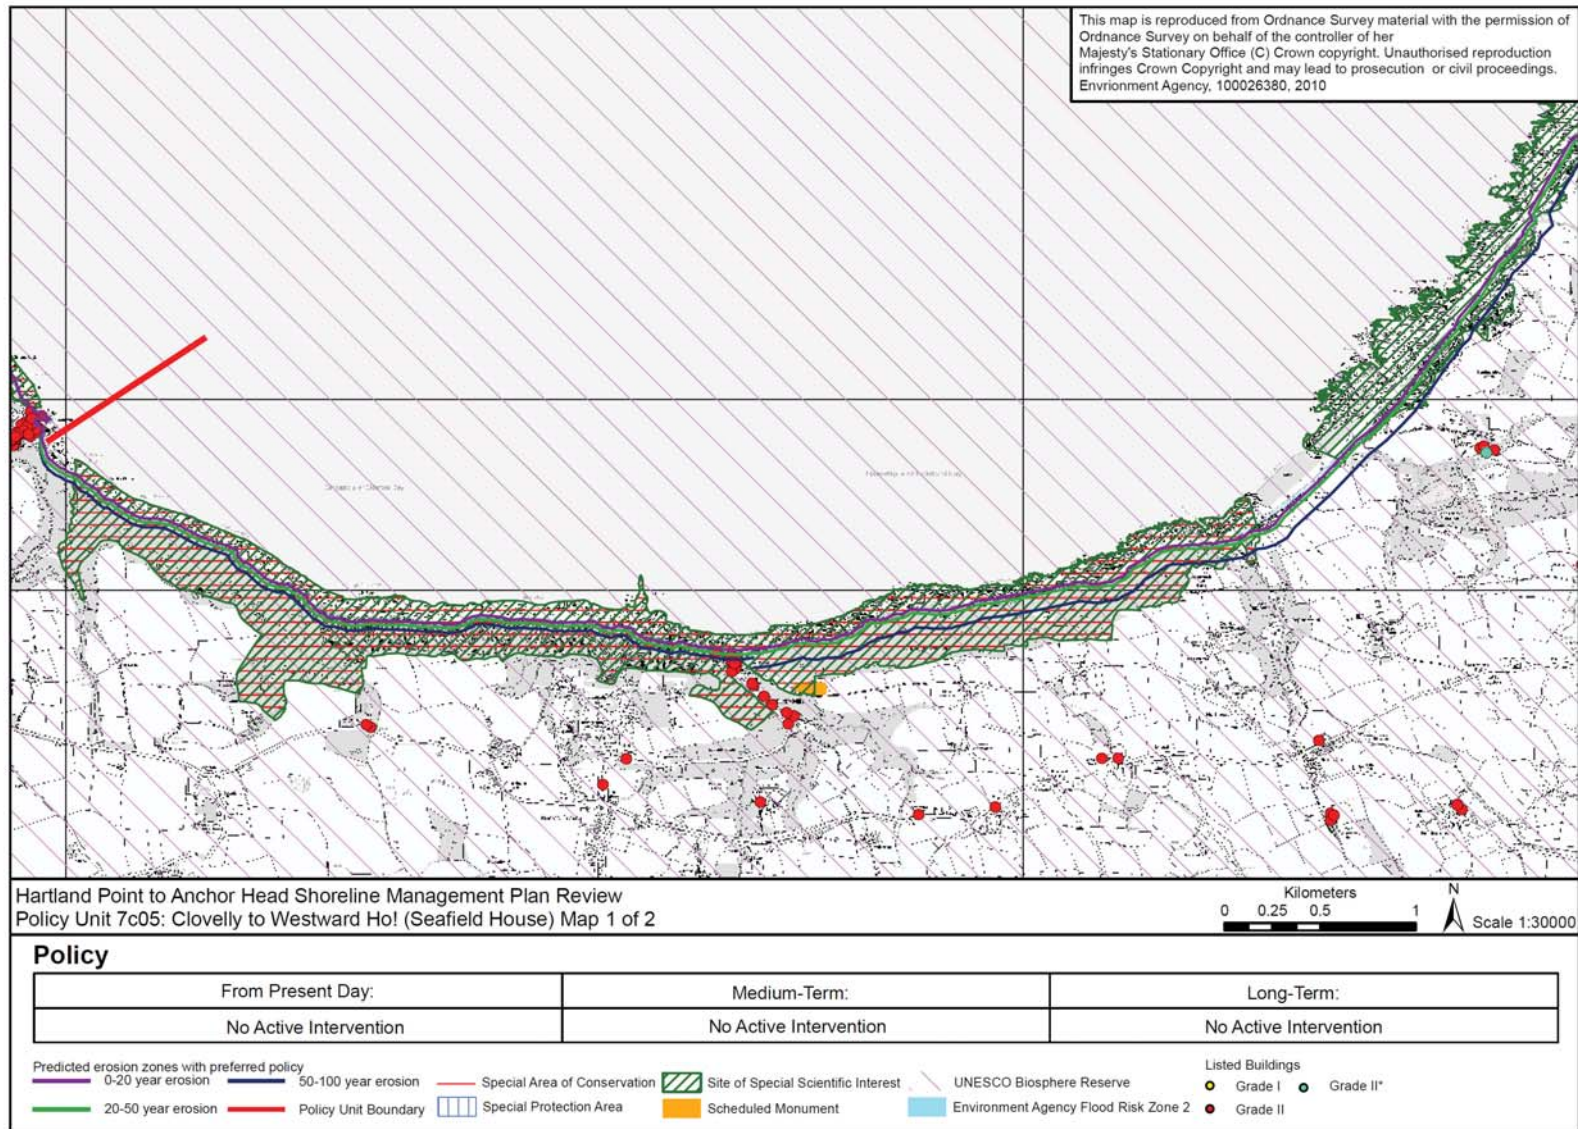 This map is reproduced from Ordnance Survey material with the permission of
Ordnance Survey on behalf of the controller of her
Majesty's Stationary Office (C) Crown copyright. Unauthorised reproduction
infringes Crown Copyright and may lead to prosecution or civil proceedings.
Envrionment Agency, 100026380, 2010
Hartland Point to Anchor Head Shoreline Management Plan Review
Policy Unit 7c05: Clovelly to Westward Ho! (Seafield House) Map 1 of 2
Kilometers
0 0.25 0.5 1
N
Scale 1:30000
Policy
From Present Day: Medium-Term: Long-Term:
No Active Intervention No Active Intervention No Active Intervention
Predicted erosion zones with preferred policy
0-20 year erosion 50-100 year erosion Special Area of Conservation Site of Special Scientific Interest UNESCO Biosphere Reserve
20-50 year erosion Policy Unit Boundary Special Protection Area Scheduled Monument Environment Agency Flood Risk Zone 2
Listed Buildings
Grade I Grade II*
Grade II